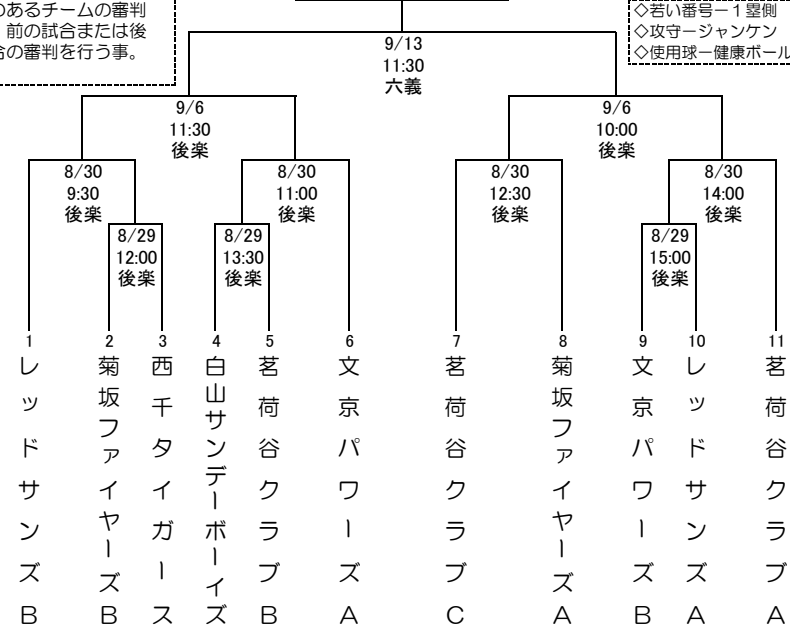 のあるチームの審判
前の試合または後
合の審判を行う事。
◇若い番号－１塁側
◇攻守－ジャンケン
◇使用球－健康ボール
9/13
11:30
六義
9/6
11:30
後楽
9/6
10:00
後楽
8/30
9:30
後楽
8/30
11:00
後楽
8/30
12:30
後楽
8/30
14:00
後楽
8/29
12:00
後楽
8/29
13:30
後楽
8/29
15:00
後楽
1
レッドサンズB
2
菊坂ファイヤーズB
3
西千タイガース
4
白山サンデーボーイズ
5
茗荷谷クラブB
6
文京パワーズA
7
茗荷谷クラブC
8
菊坂ファイヤーズA
9
文京パワーズB
10
レッドサンズA
11
茗荷谷クラブA